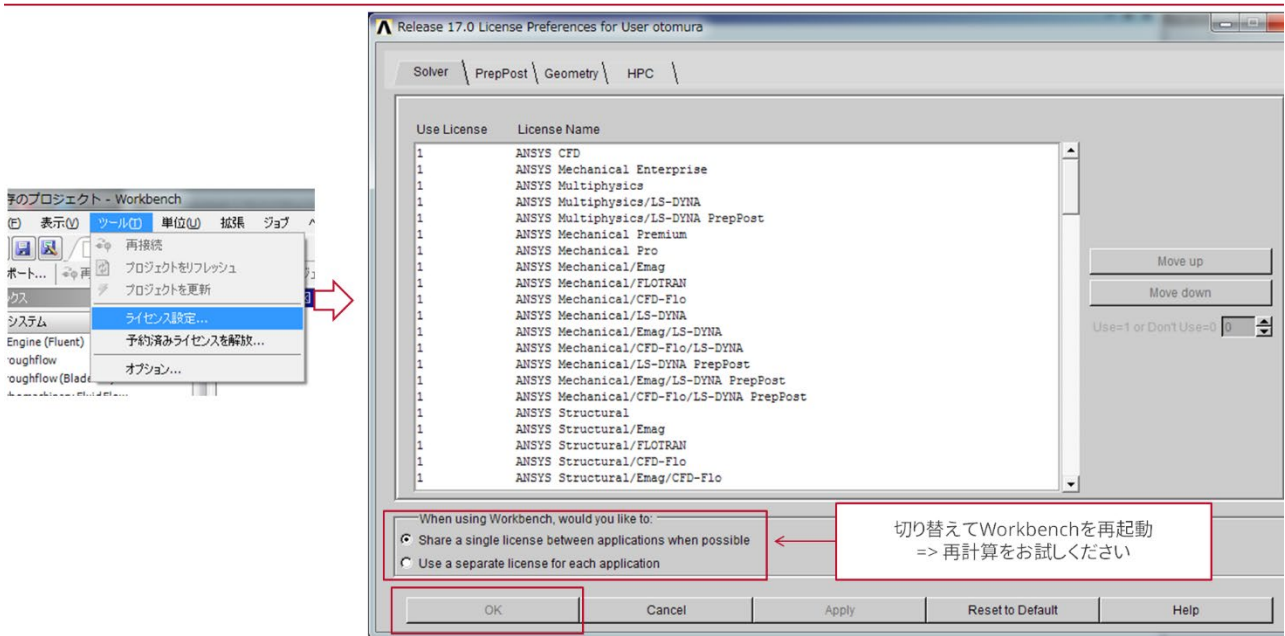 Release 17.0 License Preferences for User otomura
Solver
PrepPost
Geometry
HPC
Use License
License Name
1 ANSYS CFD
1 ANSYS Mechanical Enterprise
1 ANSYS Multiphysics
1 ANSYS Multiphysics/LS-DYNA
1 ANSYS Multiphysics/LS-DYNA PrepPost
1 ANSYS Mechanical Premium
1 ANSYS Mechanical Pro
1 ANSYS Mechanical/Emag
1 ANSYS Mechanical/FLOTRAN
1 ANSYS Mechanical/CFD-Flo
1 ANSYS Mechanical/LS-DYNA
1 ANSYS Mechanical/Emag/LS-DYNA
1 ANSYS Mechanical/CFD-Flo/LS-DYNA
1 ANSYS Mechanical/LS-DYNA PrepPost
1 ANSYS Mechanical/Emag/LS-DYNA PrepPost
1 ANSYS Mechanical/CFD-Flo/LS-DYNA PrepPost
1 ANSYS Structural
1 ANSYS Structural/Emag
1 ANSYS Structural/FLOTRAN
1 ANSYS Structural/CFD-Flo
1 ANSYS Structural/Emag/CFD-Flo
Move up
Move down
Use=1 or Don't Use=0 0
When using Workbench, would you like to:
Share a single license between applications when possible
Use a separate license for each application
切り替えてWorkbenchを再起動
=> 再計算をお試しください
OK
Cancel
Apply
Reset to Default
Help
存のプロジェクト - Workbench
(E) 表示(V) ツール(T) 単位(U) 拡張 ジョブ
ポート... 再
再接続
プロジェクトをリフレッシュ
プロジェクトを更新
ライセンス設定...
予約済みライセンスを解放...
オプション...
システム
Engine (Fluent)
roughflow
roughflow (Blade